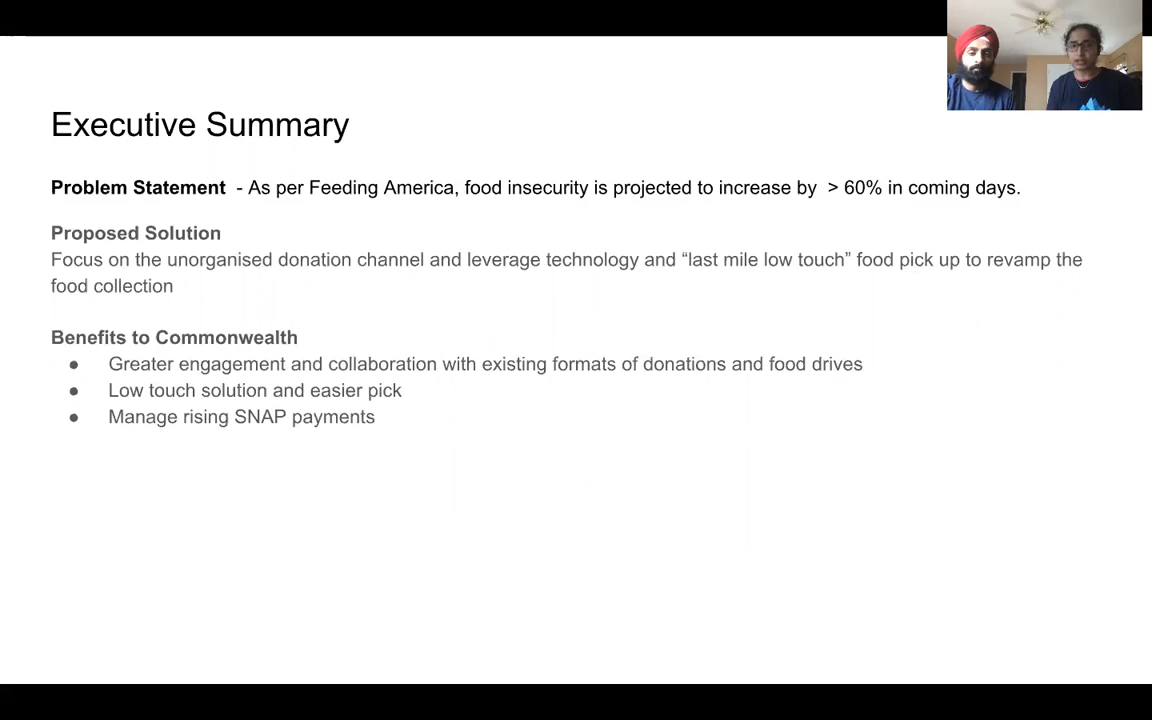 Executive Summary
Problem Statement - As per Feeding America, food insecurity is projected to increase by > 60% in coming days.
Proposed Solution
Focus on the unorganised donation channel and leverage technology and “last mile low touch” food pick up to revamp the
food collection
Benefits to Commonwealth
● Greater engagement and collaboration with existing formats of donations and food drives
● Low touch solution and easier pick
● Manage rising SNAP payments